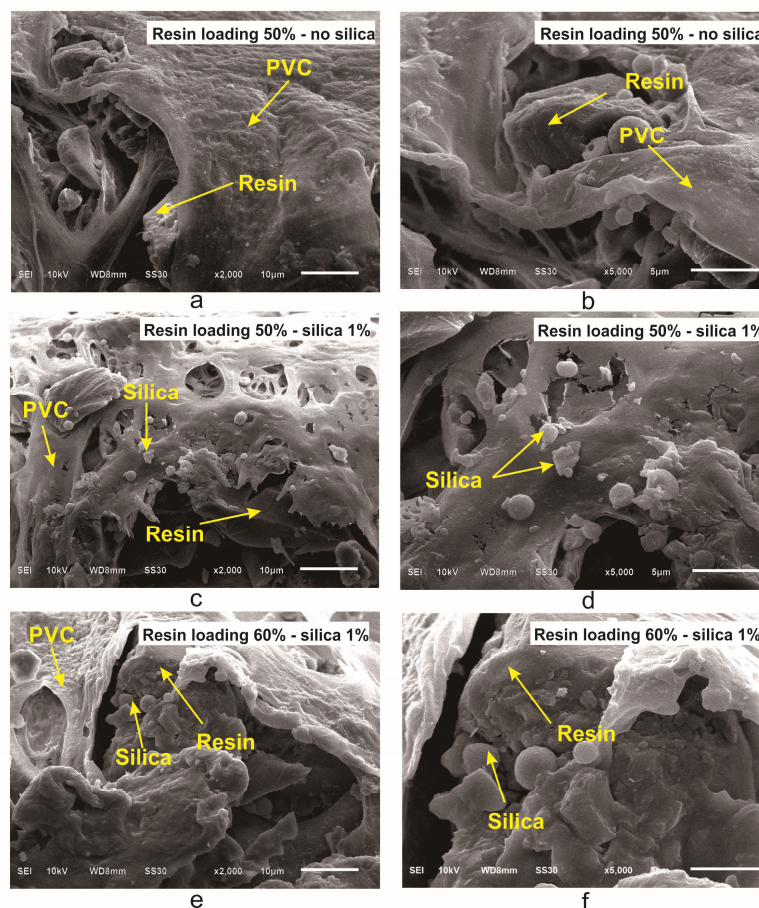 Resin loading 50% - no silica
PVC
Resin
SEI 10kV WD8mm SS30 x2,000 10µm
a
Resin loading 50% - no silica
Resin
PVC
SEI 10kV WD8mm SS30 x5,000 5µm
b
Resin loading 50% - silica 1%
Silica
PVC
Resin
SEI 10kV WD8mm SS30 x2,000 10µm
c
Resin loading 50% - silica 1%
Silica
SEI 10kV WD8mm SS30 x5,000 5µm
d
PVC
Resin loading 60% - silica 1%
Silica
Resin
SEI 10kV WD8mm SS30 x2,000 10µm
e
Resin loading 60% - silica 1%
Resin
Silica
SEI 10kV WD8mm SS30 x5,000 5µm
f